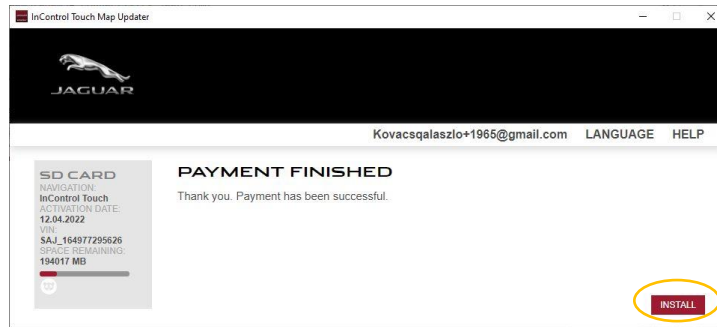 InControl Touch Map Updater
JAGUAR
Kovacsqalaszlo+1965@gmail.com LANGUAGE HELP
SD CARD
NAVIGATION:
InControl Touch
ACTIVATION DATE:
12.04.2022
VIN:
SAJ_164977295626
SPACE REMAINING:
194017 MB
PAYMENT FINISHED
Thank you. Payment has been successful.
INSTALL